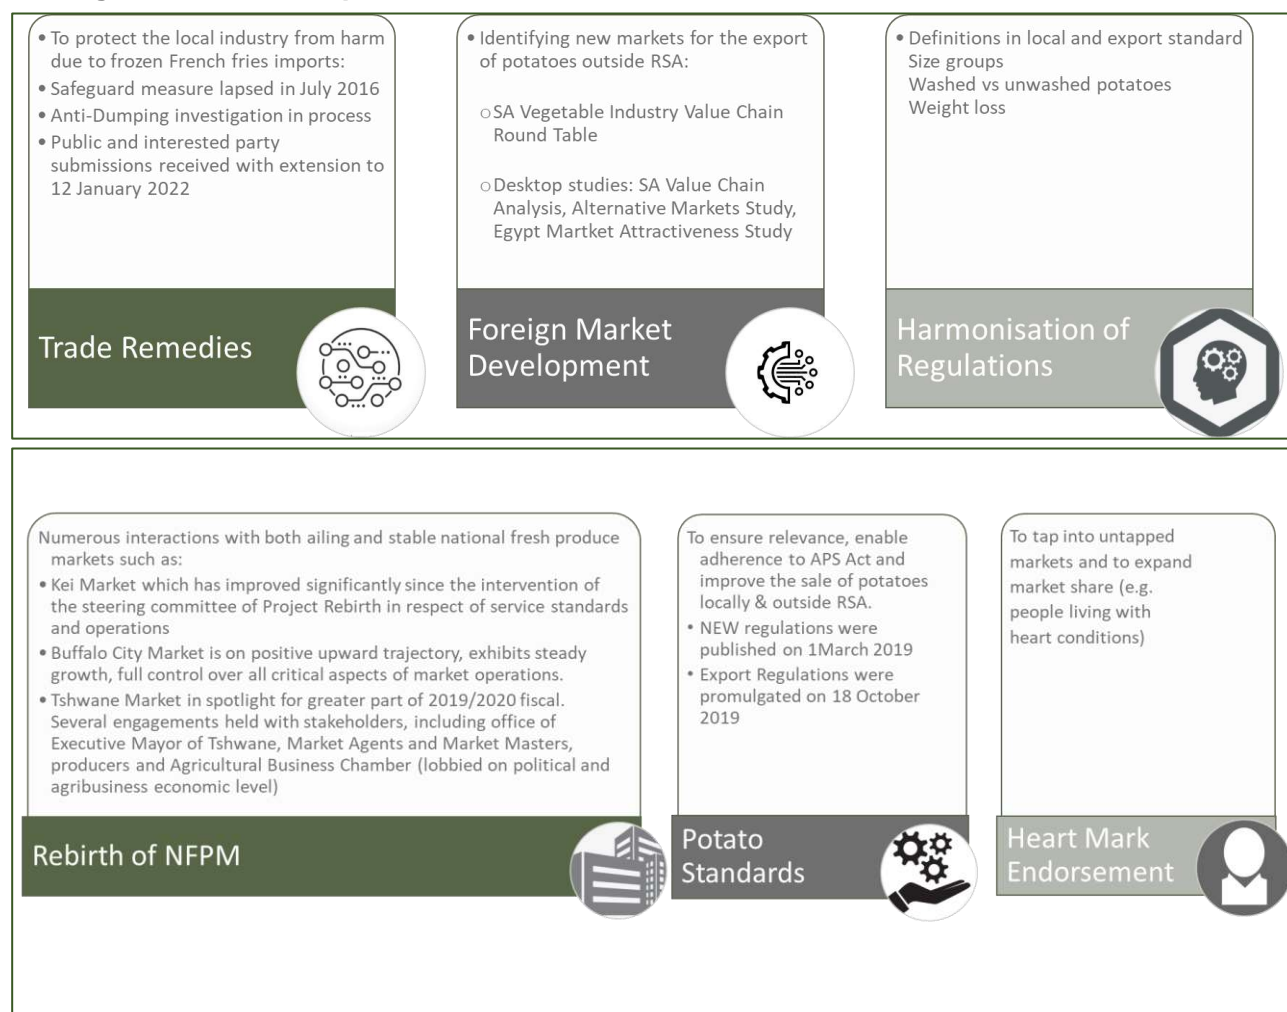 • To protect the local industry from harm
due to frozen French fries imports:
• Safeguard measure lapsed in July 2016
• Anti-Dumping investigation in process
• Public and interested party
submissions received with extension to
12 January 2022
Trade Remedies
• Identifying new markets for the export
of potatoes outside RSA:
o SA Vegetable Industry Value Chain
Round Table
o Desktop studies: SA Value Chain
Analysis, Alternative Markets Study,
Egypt Martket Attractiveness Study
Foreign Market
Development
• Definitions in local and export standard
Size groups
Washed vs unwashed potatoes
Weight loss
Harmonisation of
Regulations
Numerous interactions with both ailing and stable national fresh produce
markets such as:
• Kei Market which has improved significantly since the intervention of
the steering committee of Project Rebirth in respect of service standards
and operations
• Buffalo City Market is on positive upward trajectory, exhibits steady
growth, full control over all critical aspects of market operations.
• Tshwane Market in spotlight for greater part of 2019/2020 fiscal.
Several engagements held with stakeholders, including office of
Executive Mayor of Tshwane, Market Agents and Market Masters,
producers and Agricultural Business Chamber (lobbied on political and
agribusiness economic level)
Rebirth of NFPM
To ensure relevance, enable
adherence to APS Act and
improve the sale of potatoes
locally & outside RSA.
• NEW regulations were
published on 1March 2019
• Export Regulations were
promulgated on 18 October
2019
Potato
Standards
To tap into untapped
markets and to expand
market share (e.g.
people living with
heart conditions)
Heart Mark
Endorsement